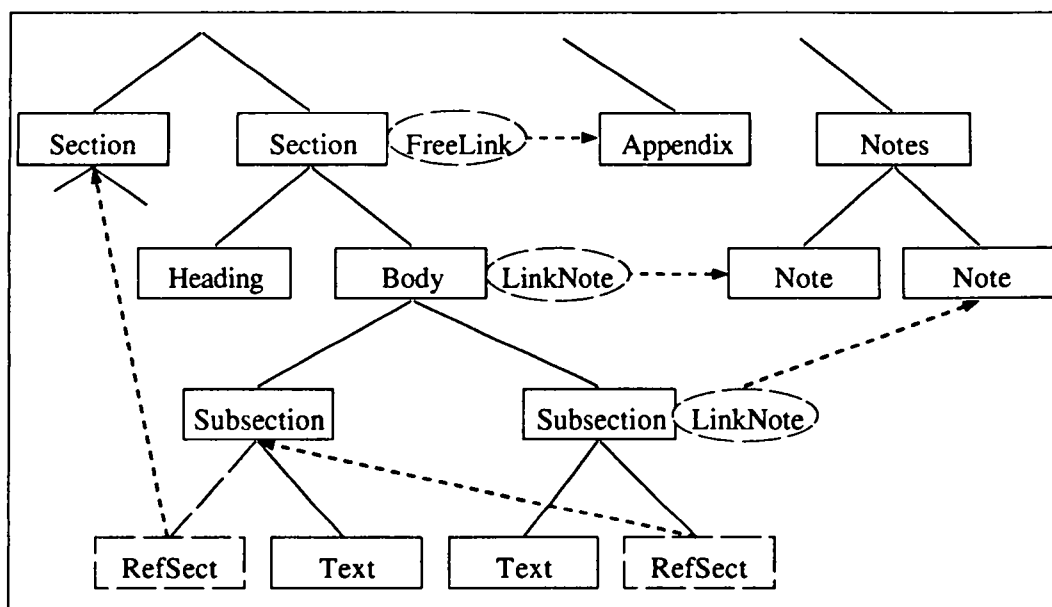 Section Section FreeLink Appendix Notes
Heading Body LinkNote Note Note
Subsection Subsection LinkNote
RefSect Text Text RefSect